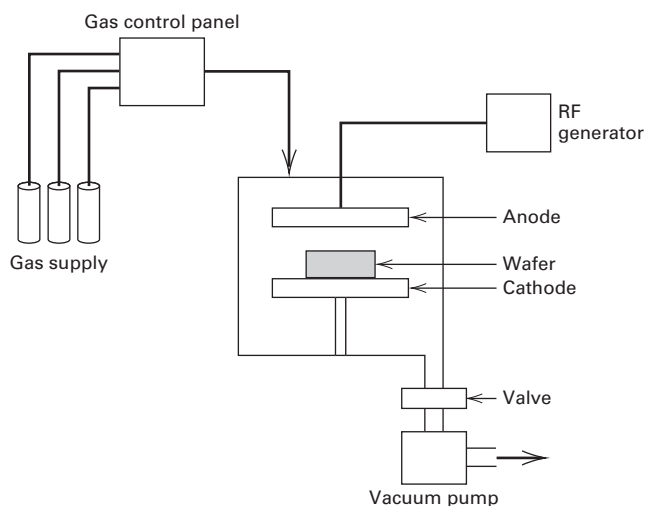 Gas control panel
RF
generator
Anode
Wafer
Gas supply
Cathode
Valve
Vacuum pump